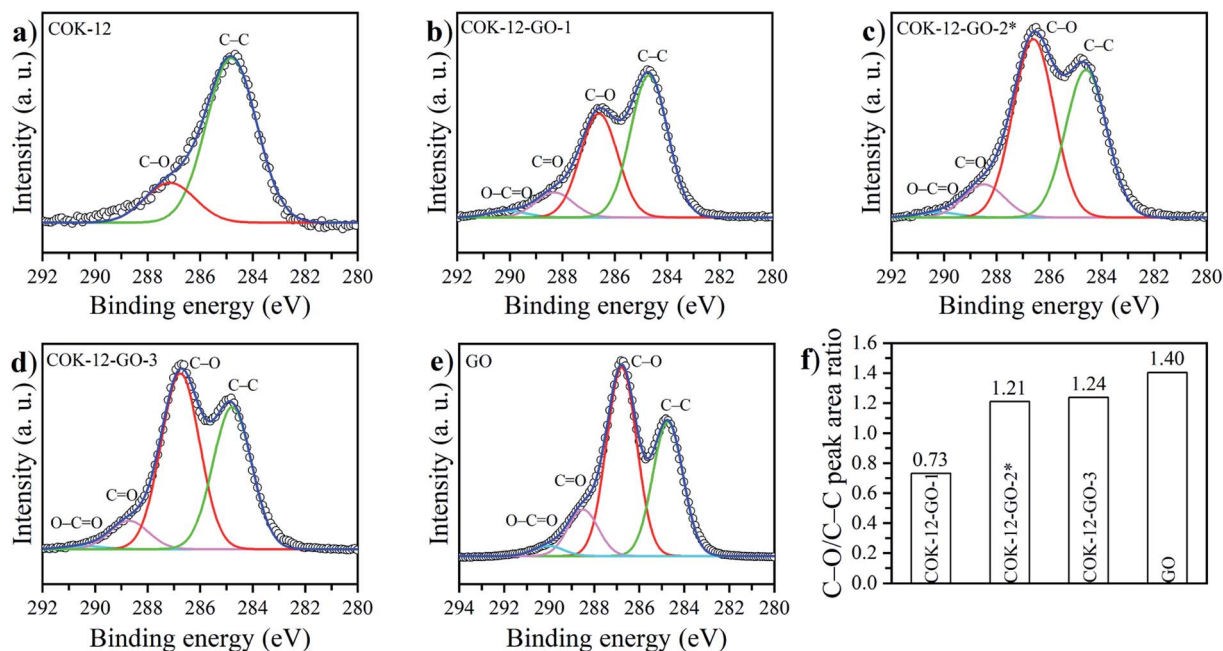 a) COK-12
C–C
C–O
Intensity (a. u.)
292 290 288 286 284 282 280
Binding energy (eV)
b) COK-12-GO-1
C–C
C–O
C=O
O–C=O
Intensity (a. u.)
292 290 288 286 284 282 280
Binding energy (eV)
c) COK-12-GO-2*
C–O
C–C
C=O
O–C=O
Intensity (a. u.)
292 290 288 286 284 282 280
Binding energy (eV)
d) COK-12-GO-3
C–O
C–C
C=O
O–C=O
Intensity (a. u.)
292 290 288 286 284 282 280
Binding energy (eV)
e) GO
C–O
C–C
C=O
O–C=O
Intensity (a. u.)
294 292 290 288 286 284 282 280
Binding energy (eV)
f)
C–O/C–C peak area ratio
1.6
1.4
1.2
1.0
0.8
0.6
0.4
0.2
0.0
0.73
1.21
1.24
1.40
COK-12-GO-1
COK-12-GO-2*
COK-12-GO-3
GO